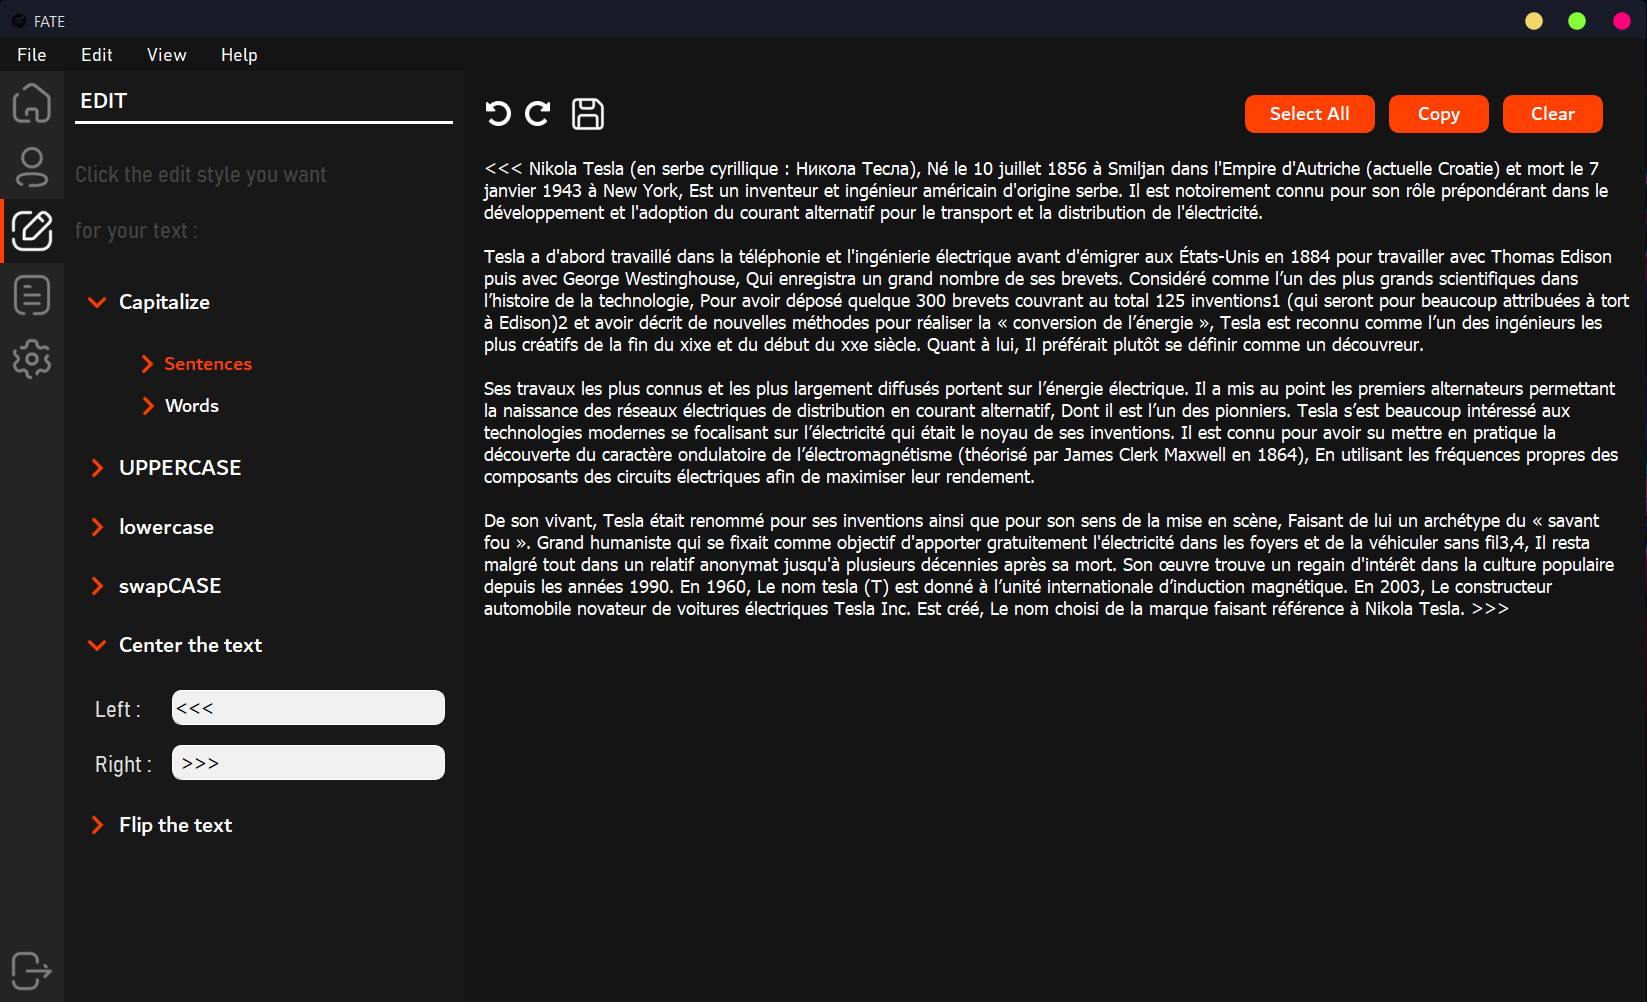 FATE
File Edit View Help
EDIT
Click the edit style you want
for your text :
Capitalize
Sentences
Words
UPPERCASE
lowercase
swapCASE
Center the text
Left : <<<
Right : >>>
Flip the text
Select All Copy Clear
<<< Nikola Tesla (en serbe cyrillique : Никола Тесла), Né le 10 juillet 1856 à Smiljan dans l'Empire d'Autriche (actuelle Croatie) et mort le 7
janvier 1943 à New York, Est un inventeur et ingénieur américain d'origine serbe. Il est notoirement connu pour son rôle prépondérant dans le
développement et l'adoption du courant alternatif pour le transport et la distribution de l'électricité.
Tesla a d'abord travaillé dans la téléphonie et l'ingénierie électrique avant d'émigrer aux États-Unis en 1884 pour travailler avec Thomas Edison
puis avec George Westinghouse, Qui enregistra un grand nombre de ses brevets. Considéré comme l’un des plus grands scientifiques dans
l’histoire de la technologie, Pour avoir déposé quelque 300 brevets couvrant au total 125 inventions1 (qui seront pour beaucoup attribuées à tort
à Edison)2 et avoir décrit de nouvelles méthodes pour réaliser la « conversion de l’énergie », Tesla est reconnu comme l’un des ingénieurs les
plus créatifs de la fin du xixe et du début du xxe siècle. Quant à lui, Il préférait plutôt se définir comme un découvreur.
Ses travaux les plus connus et les plus largement diffusés portent sur l’énergie électrique. Il a mis au point les premiers alternateurs permettant
la naissance des réseaux électriques de distribution en courant alternatif, Dont il est l’un des pionniers. Tesla s’est beaucoup intéressé aux
technologies modernes se focalisant sur l’électricité qui était le noyau de ses inventions. Il est connu pour avoir su mettre en pratique la
découverte du caractère ondulatoire de l’électromagnétisme (théorisé par James Clerk Maxwell en 1864), En utilisant les fréquences propres des
composants des circuits électriques afin de maximiser leur rendement.
De son vivant, Tesla était renommé pour ses inventions ainsi que pour son sens de la mise en scène, Faisant de lui un archétype du « savant
fou ». Grand humaniste qui se fixait comme objectif d'apporter gratuitement l'électricité dans les foyers et de la véhiculer sans fil3,4, Il resta
malgré tout dans un relatif anonymat jusqu'à plusieurs décennies après sa mort. Son œuvre trouve un regain d'intérêt dans la culture populaire
depuis les années 1990. En 1960, Le nom tesla (T) est donné à l’unité internationale d’induction magnétique. En 2003, Le constructeur
automobile novateur de voitures électriques Tesla Inc. Est créé, Le nom choisi de la marque faisant référence à Nikola Tesla. >>>